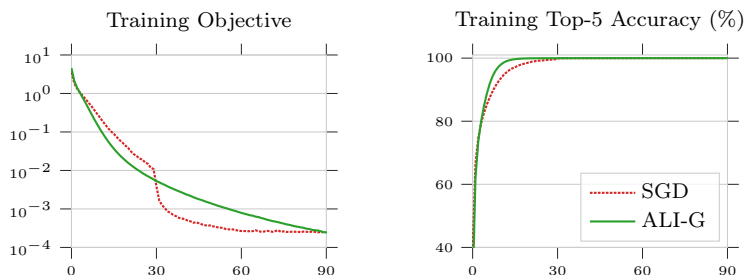 Training Objective
10^1
10^0
10^−1
10^−2
10^−3
10^−4
0 30 60 90
Training Top-5 Accuracy (%)
100
80
60
40
0 30 60 90
SGD
ALI-G